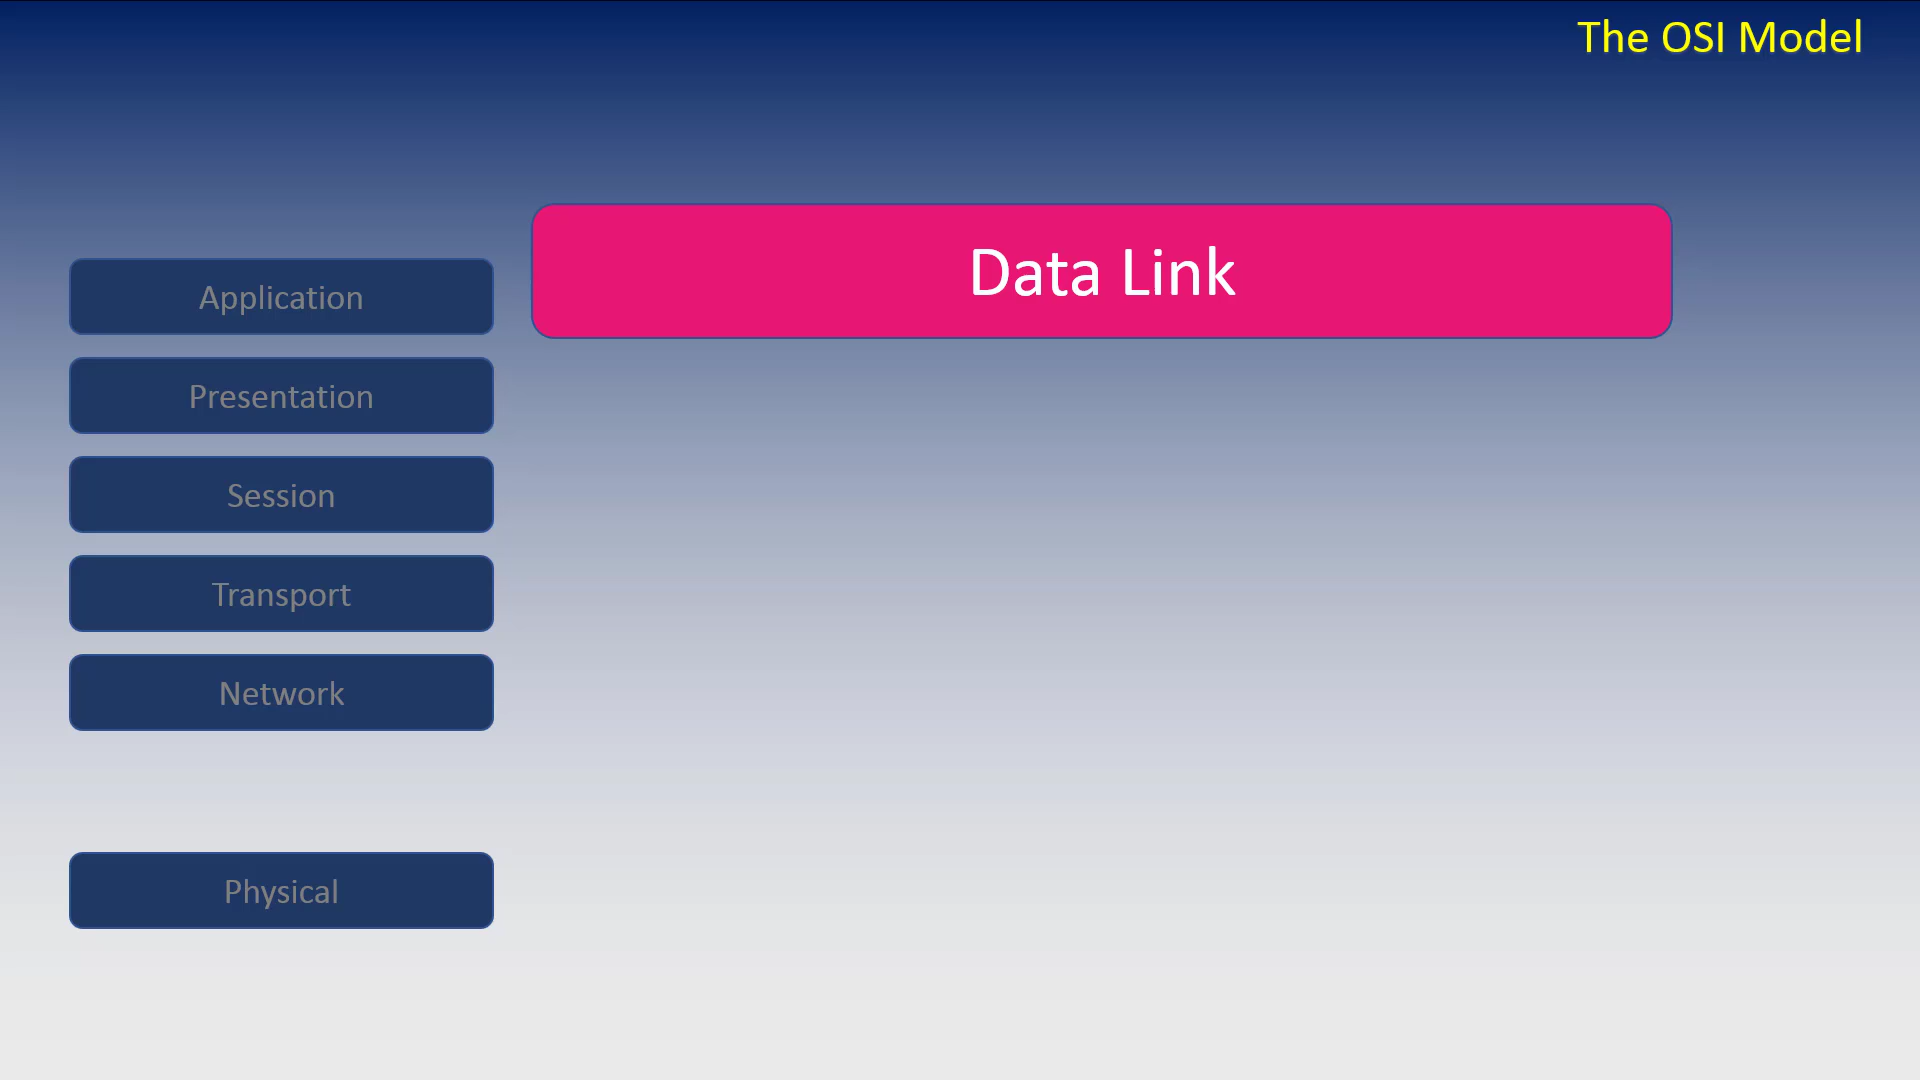 The OSI Model
Data Link
Application
Presentation
Session
Transport
Network
Physical